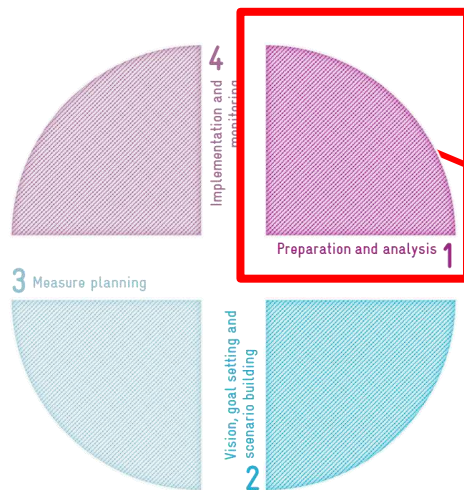 4
Implementation and
monitoring
Preparation and analysis 1
3 Measure planning
Vision, goal setting and
scenario building
2